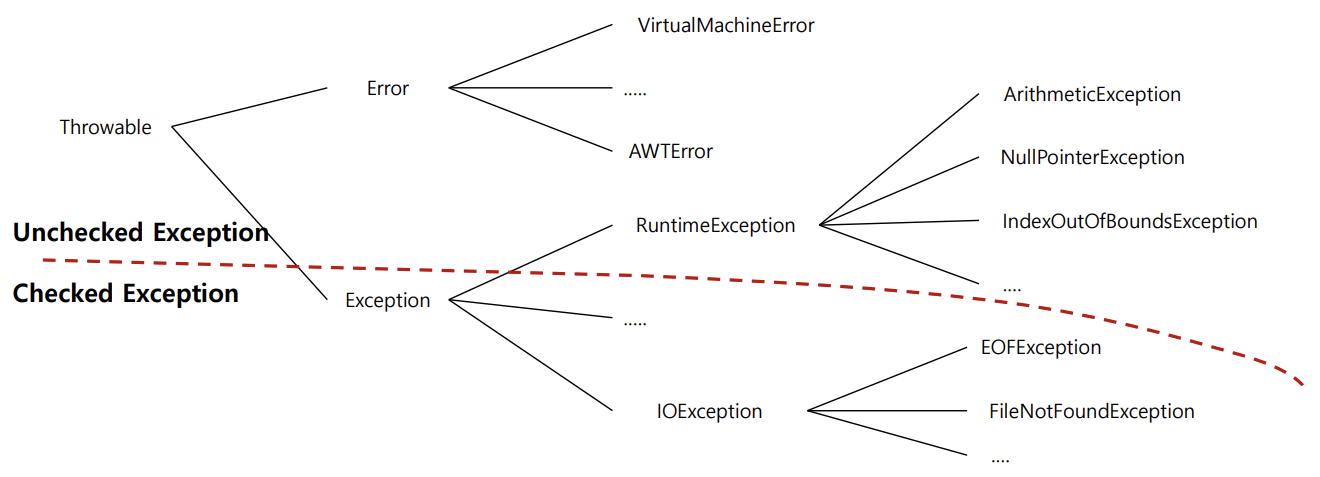 VirtualMachineError
Error
.....
Throwable
AWTError
ArithmeticException
NullPointerException
Unchecked Exception
RuntimeException
IndexOutOfBoundsException
....
Checked Exception
Exception
.....
EOFException
IOException
FileNotFoundException
....